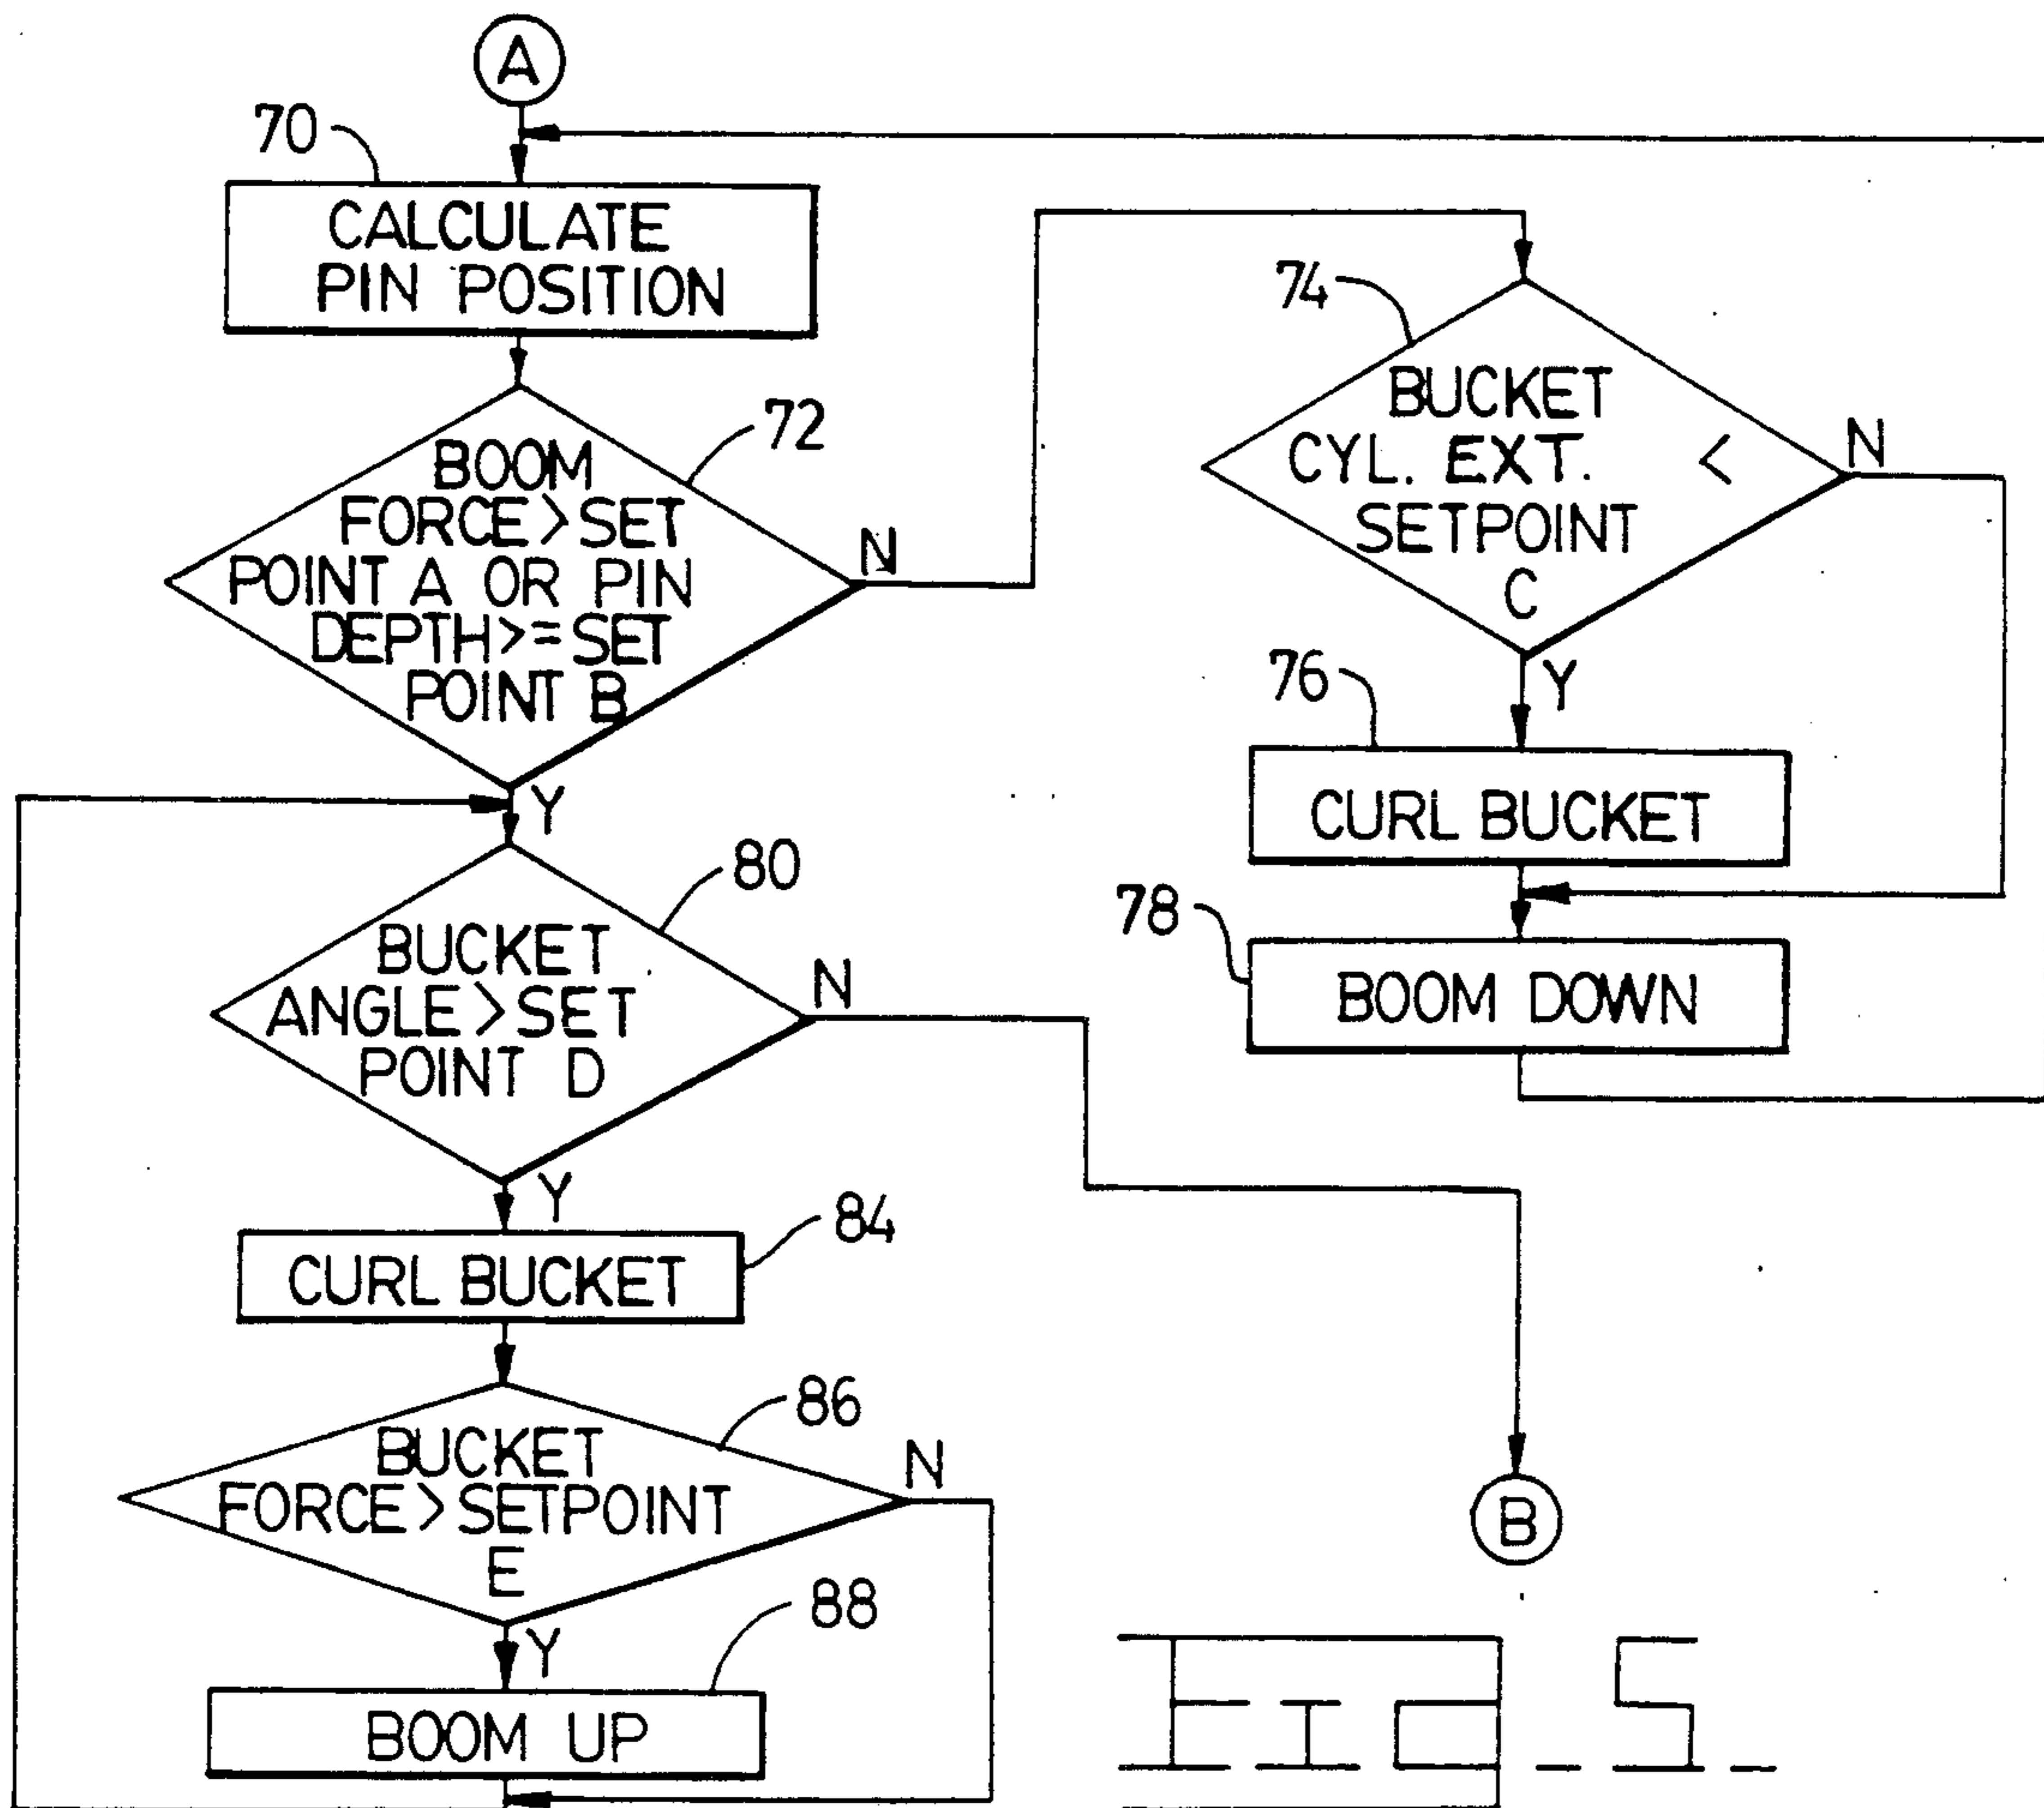 A
70
CALCULATE
PIN POSITION
72
BOOM
FORCE>SET
POINT A OR PIN
DEPTH>=SET
POINT B
N
Y
74
BUCKET
CYL. EXT. <
SETPOINT
C
N
Y
76
CURL BUCKET
78
BOOM DOWN
80
BUCKET
ANGLE>SET
POINT D
N
Y
84
CURL BUCKET
86
BUCKET
FORCE>SETPOINT
E
N
Y
88
BOOM UP
B
FIG 5